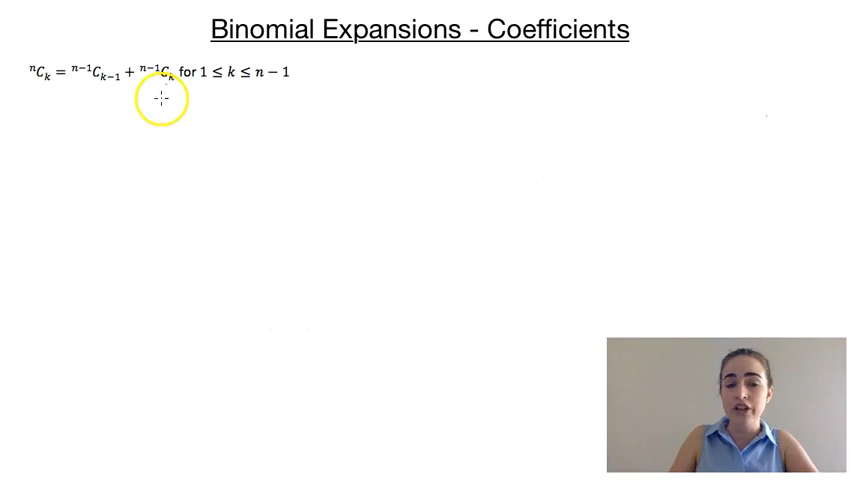 Binomial Expansions - Coefficients
ⁿCₖ = ⁿ⁻¹Cₖ₋₁ + ⁿ⁻¹Cₖ for 1 ≤ k ≤ n − 1